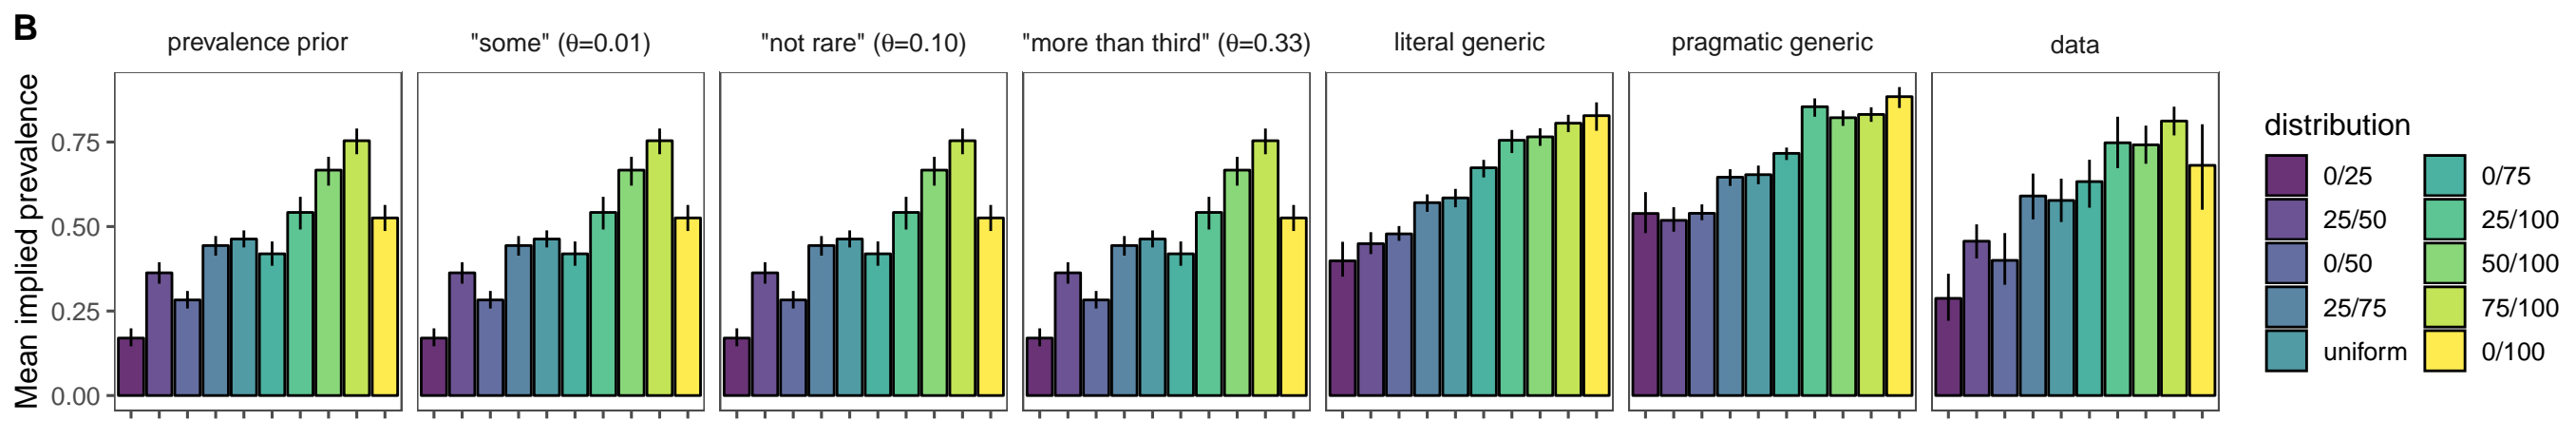 B
prevalence prior
"some" (θ=0.01)
"not rare" (θ=0.10)
"more than third" (θ=0.33)
literal generic
pragmatic generic
data
Mean implied prevalence
0.75
0.50
0.25
0.00
distribution
0/25
25/50
0/50
25/75
uniform
0/75
25/100
50/100
75/100
0/100